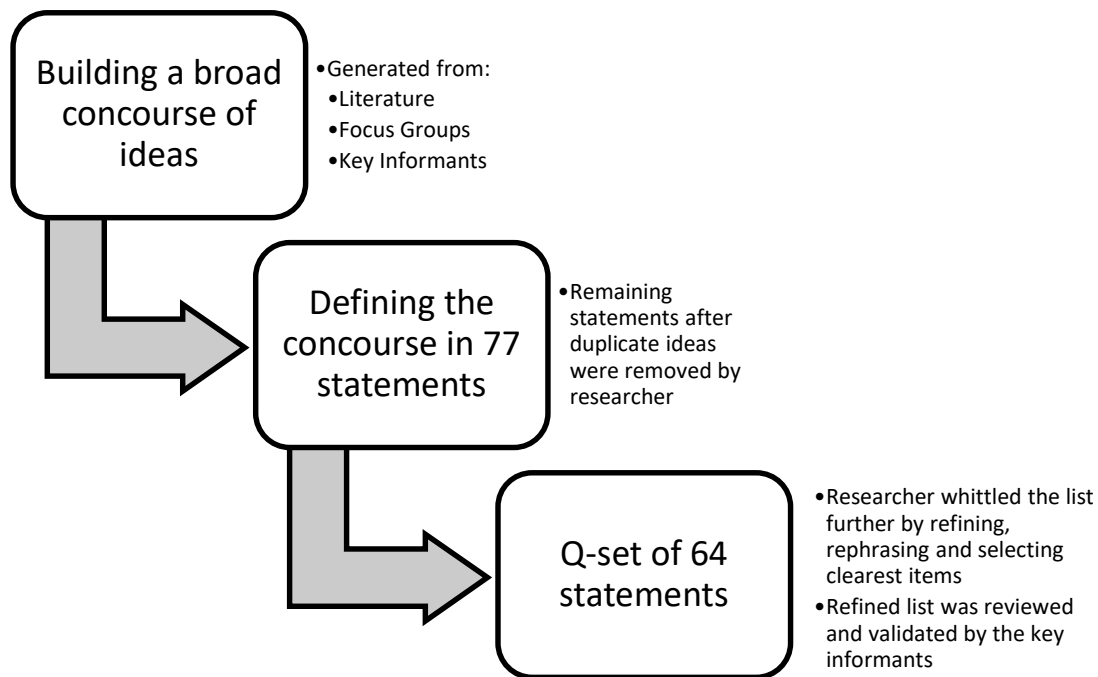 Building a broad
concourse of
ideas
•Generated from:
•Literature
•Focus Groups
•Key Informants
Defining the
concourse in 77
statements
•Remaining
statements after
duplicate ideas
were removed by
researcher
Q-set of 64
statements
•Researcher whittled the list
further by refining,
rephrasing and selecting
clearest items
•Refined list was reviewed
and validated by the key
informants